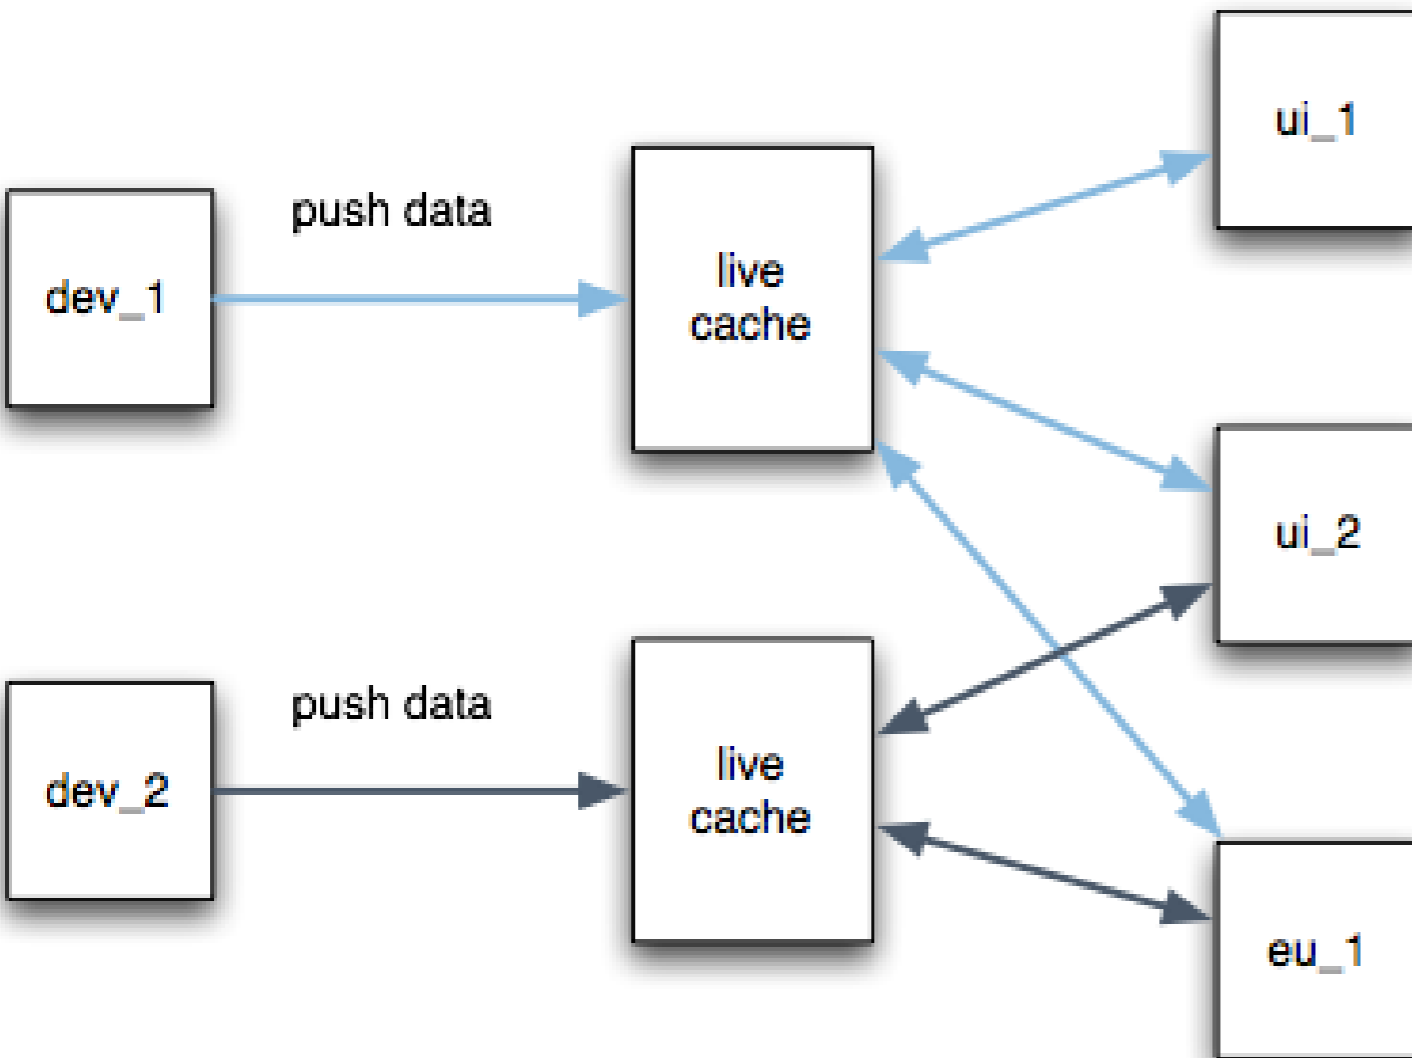 ui_1
push data
dev_1
live
cache
ui_2
push data
dev_2
live
cache
eu_1